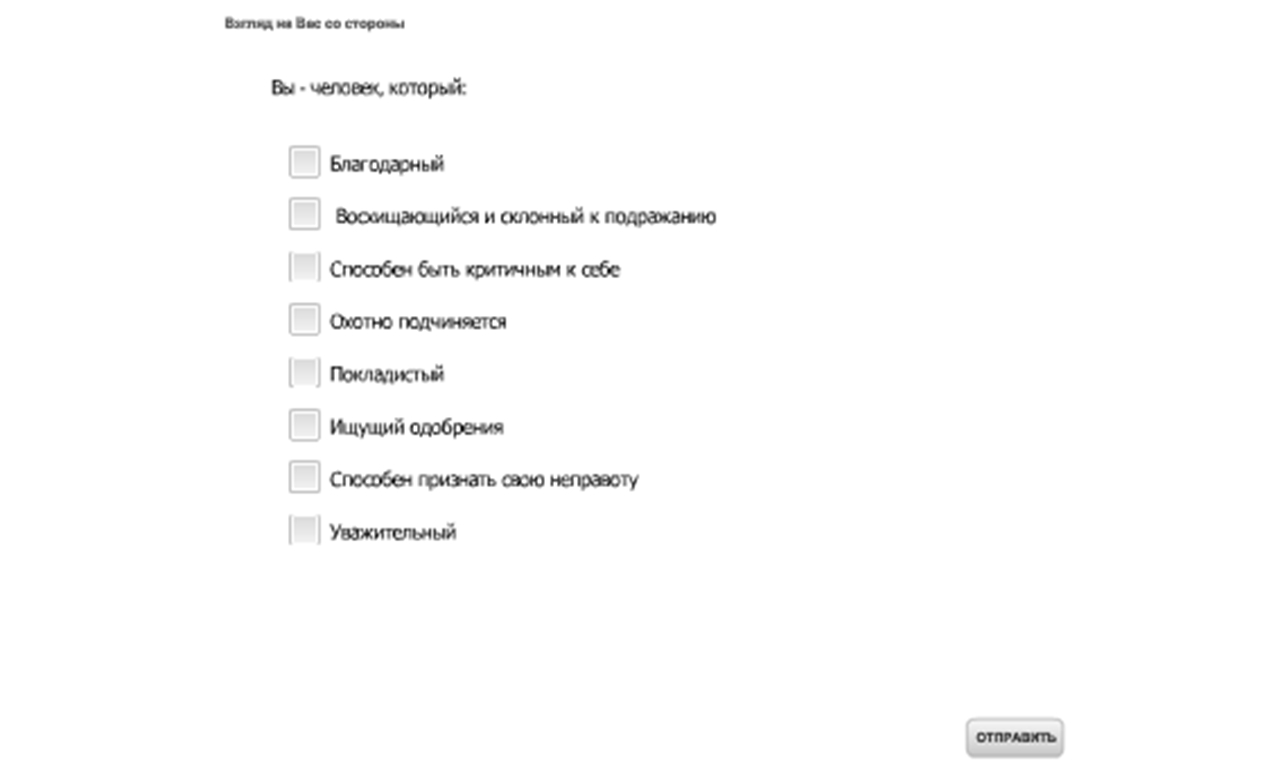 Взгляд на Вас со стороны
Вы - человек, который:
Благодарный
Восхищающийся и склонный к подражанию
Способен быть критичным к себе
Охотно подчиняется
Покладистый
Ищущий одобрения
Способен признать свою неправоту
Уважительный
ОТПРАВИТЬ